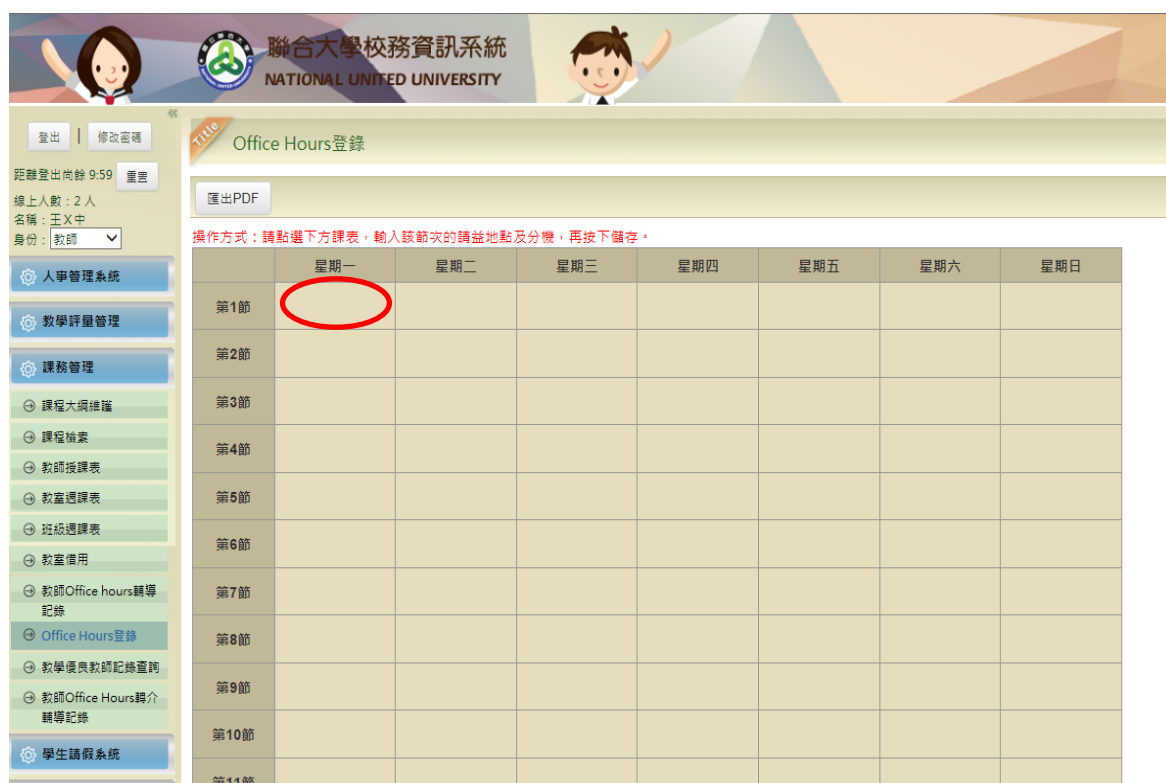 聯合大學校務資訊系統
NATIONAL UNITED UNIVERSITY
登出 | 修改密碼
距離登出尚餘 9:59 重置
線上人數：2 人
名稱：王X中
身份：教師
人事管理系統
教學評量管理
課務管理
課程大綱維護
課程檢索
教師授課表
教室週課表
班級週課表
教室借用
教師Office hours輔導
記錄
Office Hours登錄
教學優良教師記錄查詢
教師Office Hours轉介
輔導記錄
學生請假系統
Title
Office Hours登錄
匯出PDF
操作方式：請點選下方課表，輸入該節次的請益地點及分機，再按下儲存。
星期一 星期二 星期三 星期四 星期五 星期六 星期日
第1節
第2節
第3節
第4節
第5節
第6節
第7節
第8節
第9節
第10節
第11節